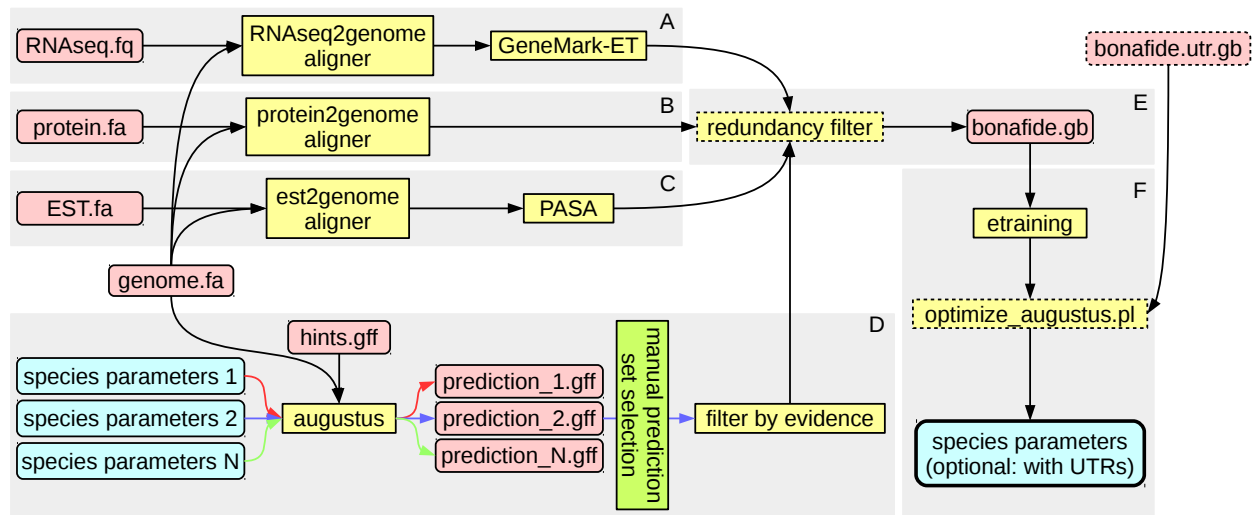 A
RNAseq.fq
RNAseq2genome
aligner
GeneMark-ET
bonafide.utr.gb
B
protein.fa
protein2genome
aligner
redundancy filter
E
bonafide.gb
C
EST.fa
est2genome
aligner
PASA
F
etraining
genome.fa
optimize_augustus.pl
D
hints.gff
species parameters 1
species parameters 2
species parameters N
augustus
prediction_1.gff
prediction_2.gff
prediction_N.gff
manual prediction
set selection
filter by evidence
species parameters
(optional: with UTRs)